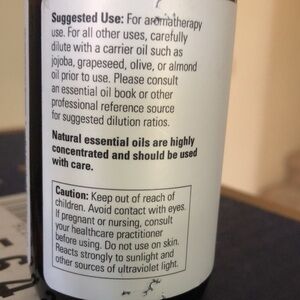 Suggested Use: For aromatherapy
use. For all other uses, carefully
dilute with a carrier oil such as
jojoba, grapeseed, olive, or almond
oil prior to use. Please consult
an essential oil book or other
professional reference source
for suggested dilution ratios.
Natural essential oils are highly
concentrated and should be used
with care.
Caution: Keep out of reach of
children. Avoid contact with eyes.
If pregnant or nursing, consult
your healthcare practitioner
before using. Do not use on skin.
Reacts strongly to sunlight and
other sources of ultraviolet light.